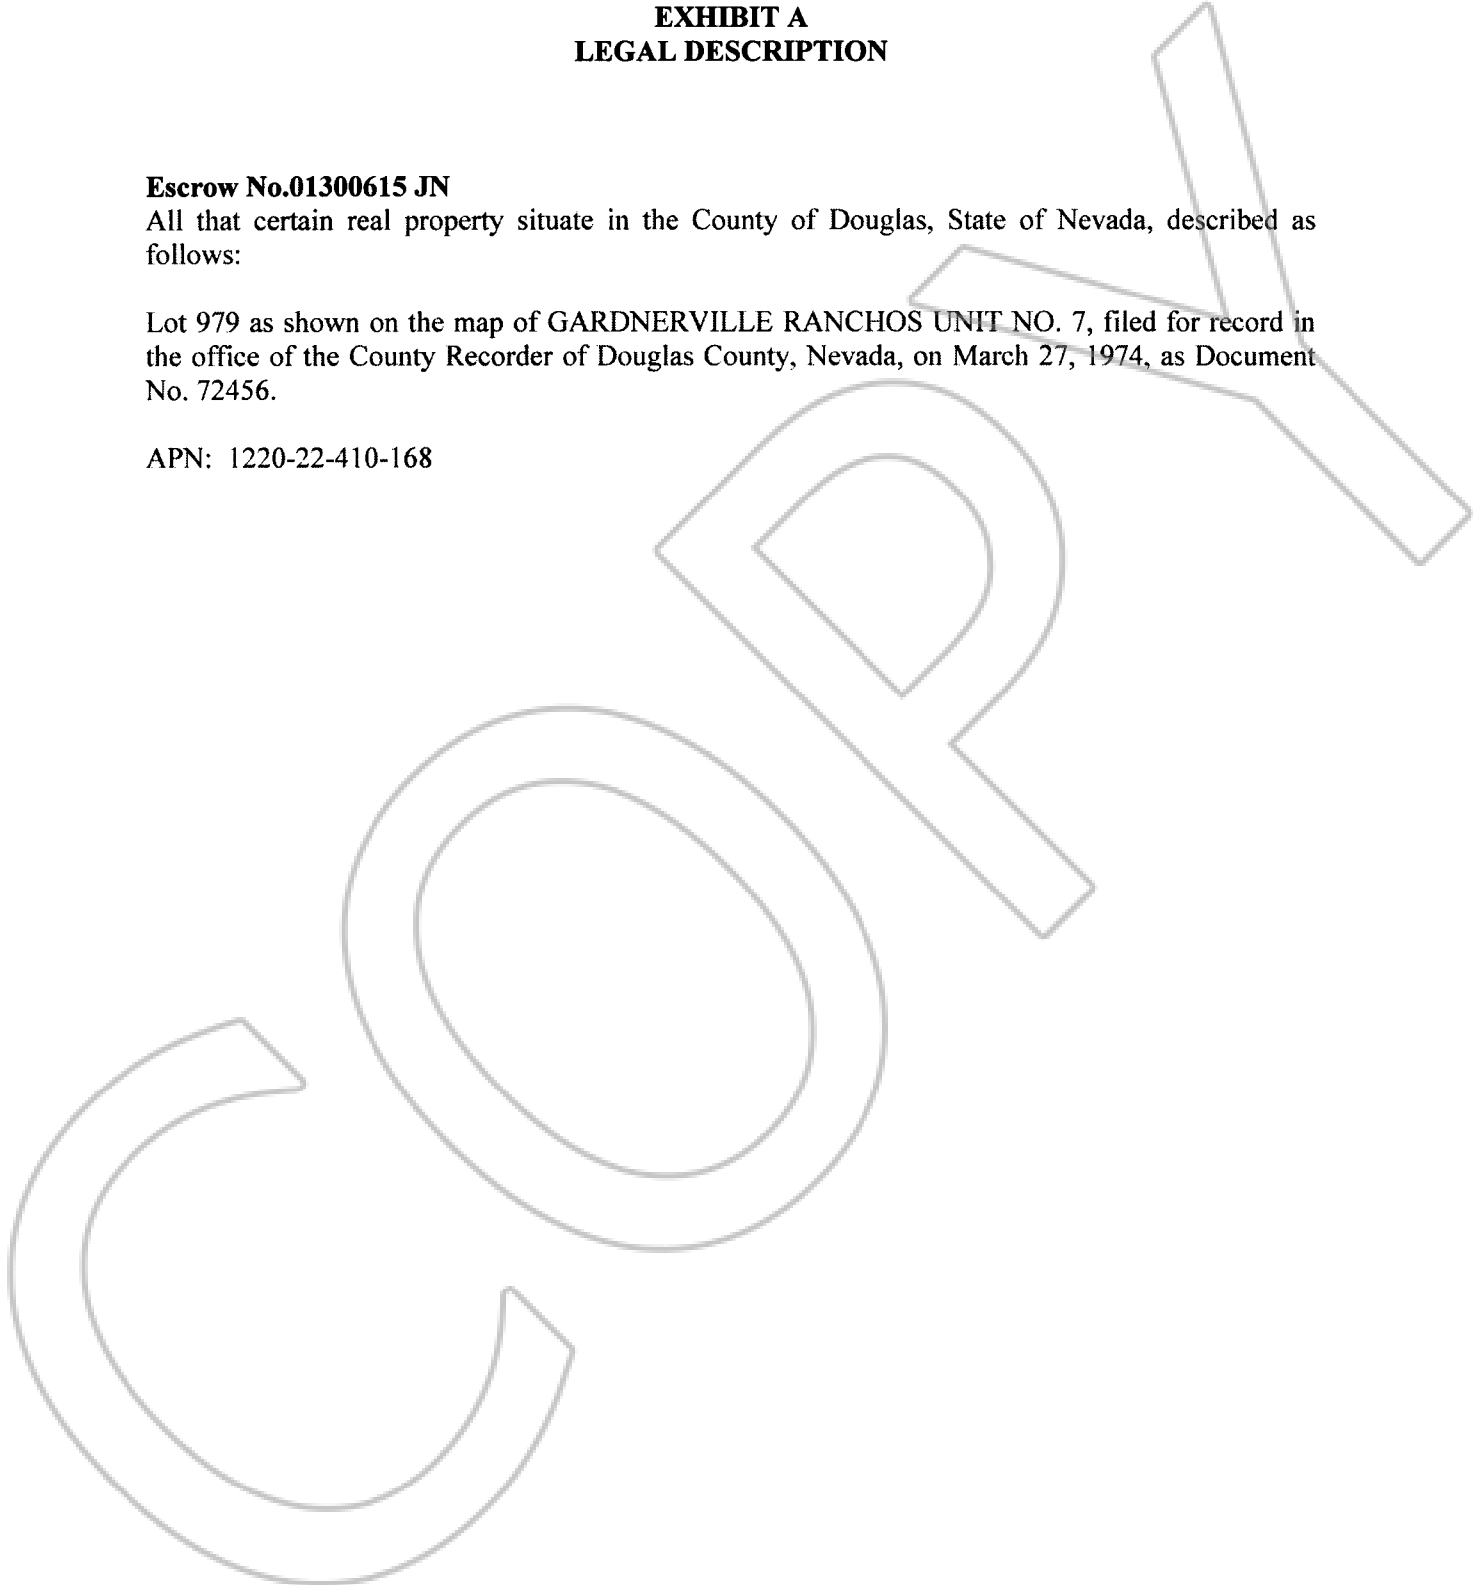 EXHIBIT A
LEGAL DESCRIPTION
Escrow No.01300615 JN
All that certain real property situate in the County of Douglas, State of Nevada, described as
follows:
Lot 979 as shown on the map of GARDNERVILLE RANCHOS UNIT NO. 7, filed for record in
the office of the County Recorder of Douglas County, Nevada, on March 27, 1974, as Document
No. 72456.
APN: 1220-22-410-168
COPY